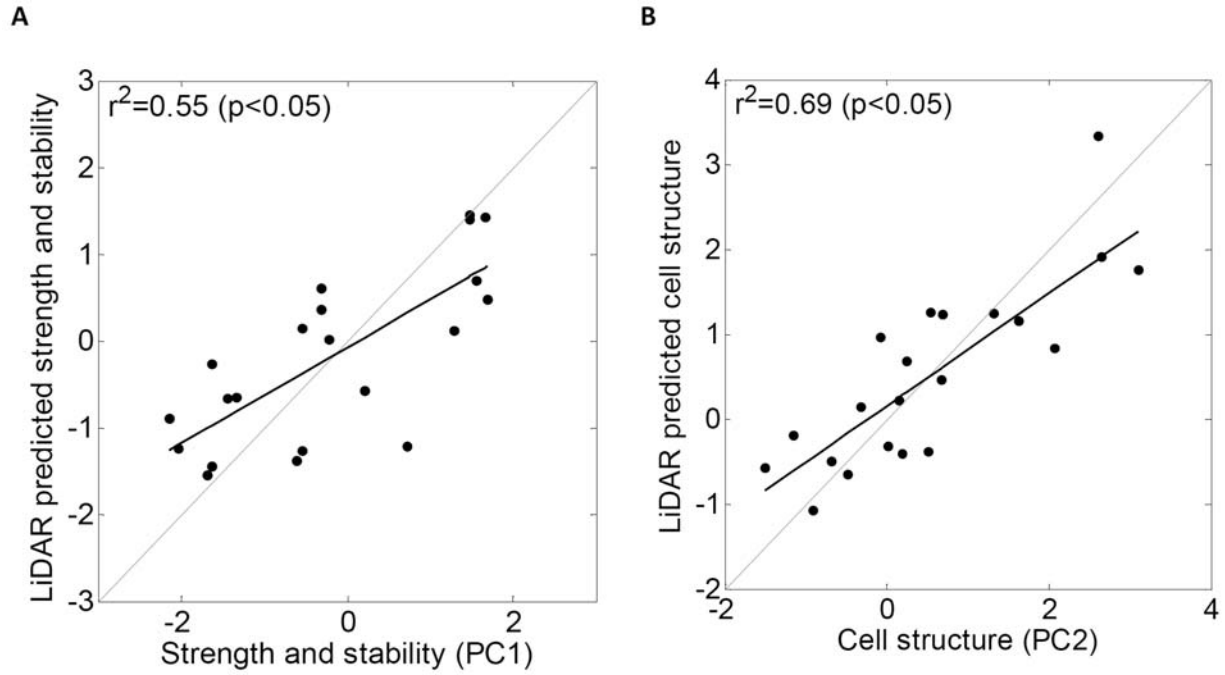 A
r²=0.55 (p<0.05)
LiDAR predicted strength and stability
3
2
1
0
-1
-2
-3
-2
0
2
Strength and stability (PC1)
B
r²=0.69 (p<0.05)
LiDAR predicted cell structure
4
3
2
1
0
-1
-2
-2
0
2
4
Cell structure (PC2)